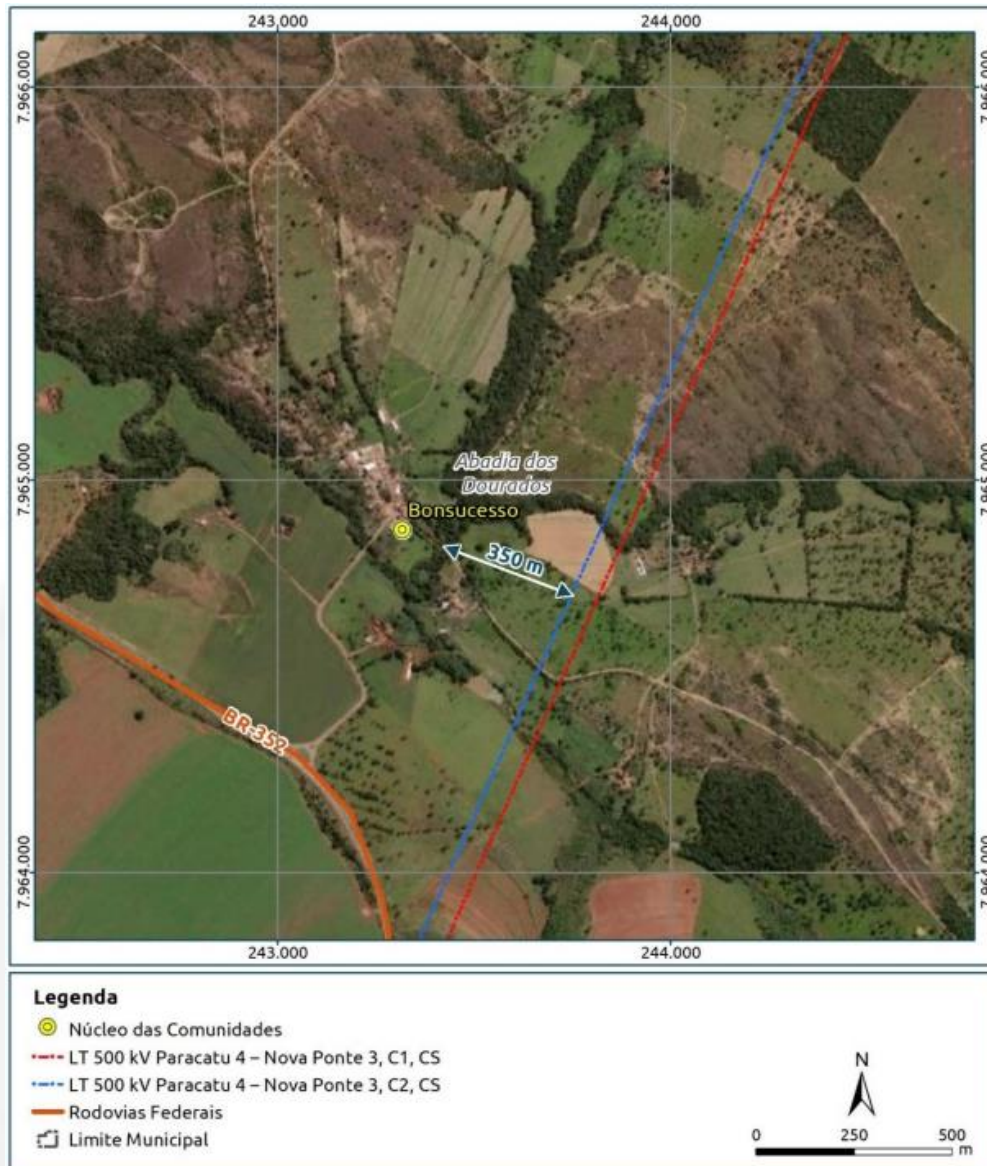 243.000
244.000
7.966.000
7.966.000
7.965.000
7.965.000
Abadia dos
Dourados
Bonsucesso
350 m
BR-352
7.964.000
7.964.000
243.000
244.000
Legenda
Núcleo das Comunidades
LT 500 kV Paracatu 4 – Nova Ponte 3, C1, CS
LT 500 kV Paracatu 4 – Nova Ponte 3, C2, CS
Rodovias Federais
Limite Municipal
N
0 250 500
m